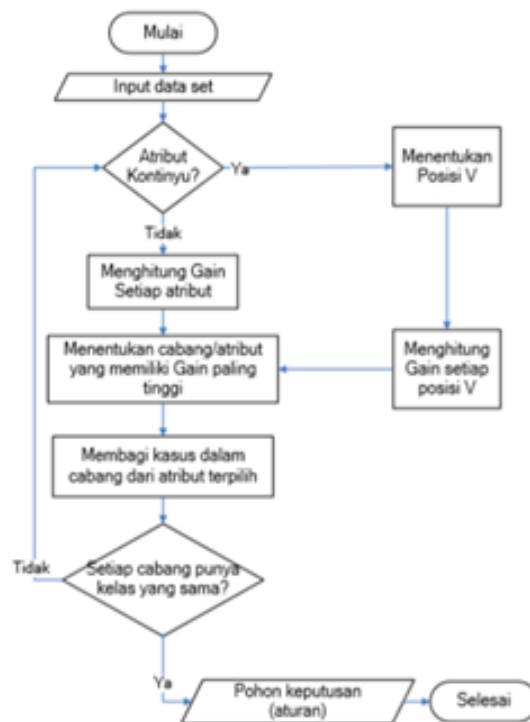 Mulai
Input data set
Atribut
Kontinyu?
Ya
Menentukan
Posisi V
Tidak
Menghitung Gain
Setiap atribut
Menentukan cabang/atribut
yang memiliki Gain paling
tinggi
Menghitung
Gain setiap
posisi V
Membagi kasus dalam
cabang dari atribut terpilih
Tidak
Setiap cabang punya
kelas yang sama?
Ya
Pohon keputusan
(aturan)
Selesai